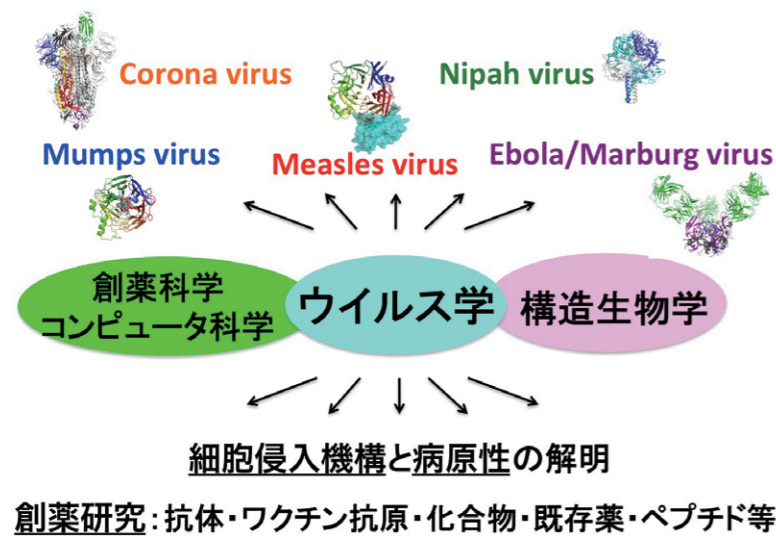 Corona virus
Nipah virus
Mumps virus
Measles virus
Ebola/Marburg virus
創薬科学
コンピュータ科学
ウイルス学
構造生物学
細胞侵入機構と病原性の解明
創薬研究:抗体・ワクチン抗原・化合物・既存薬・ペプチド等